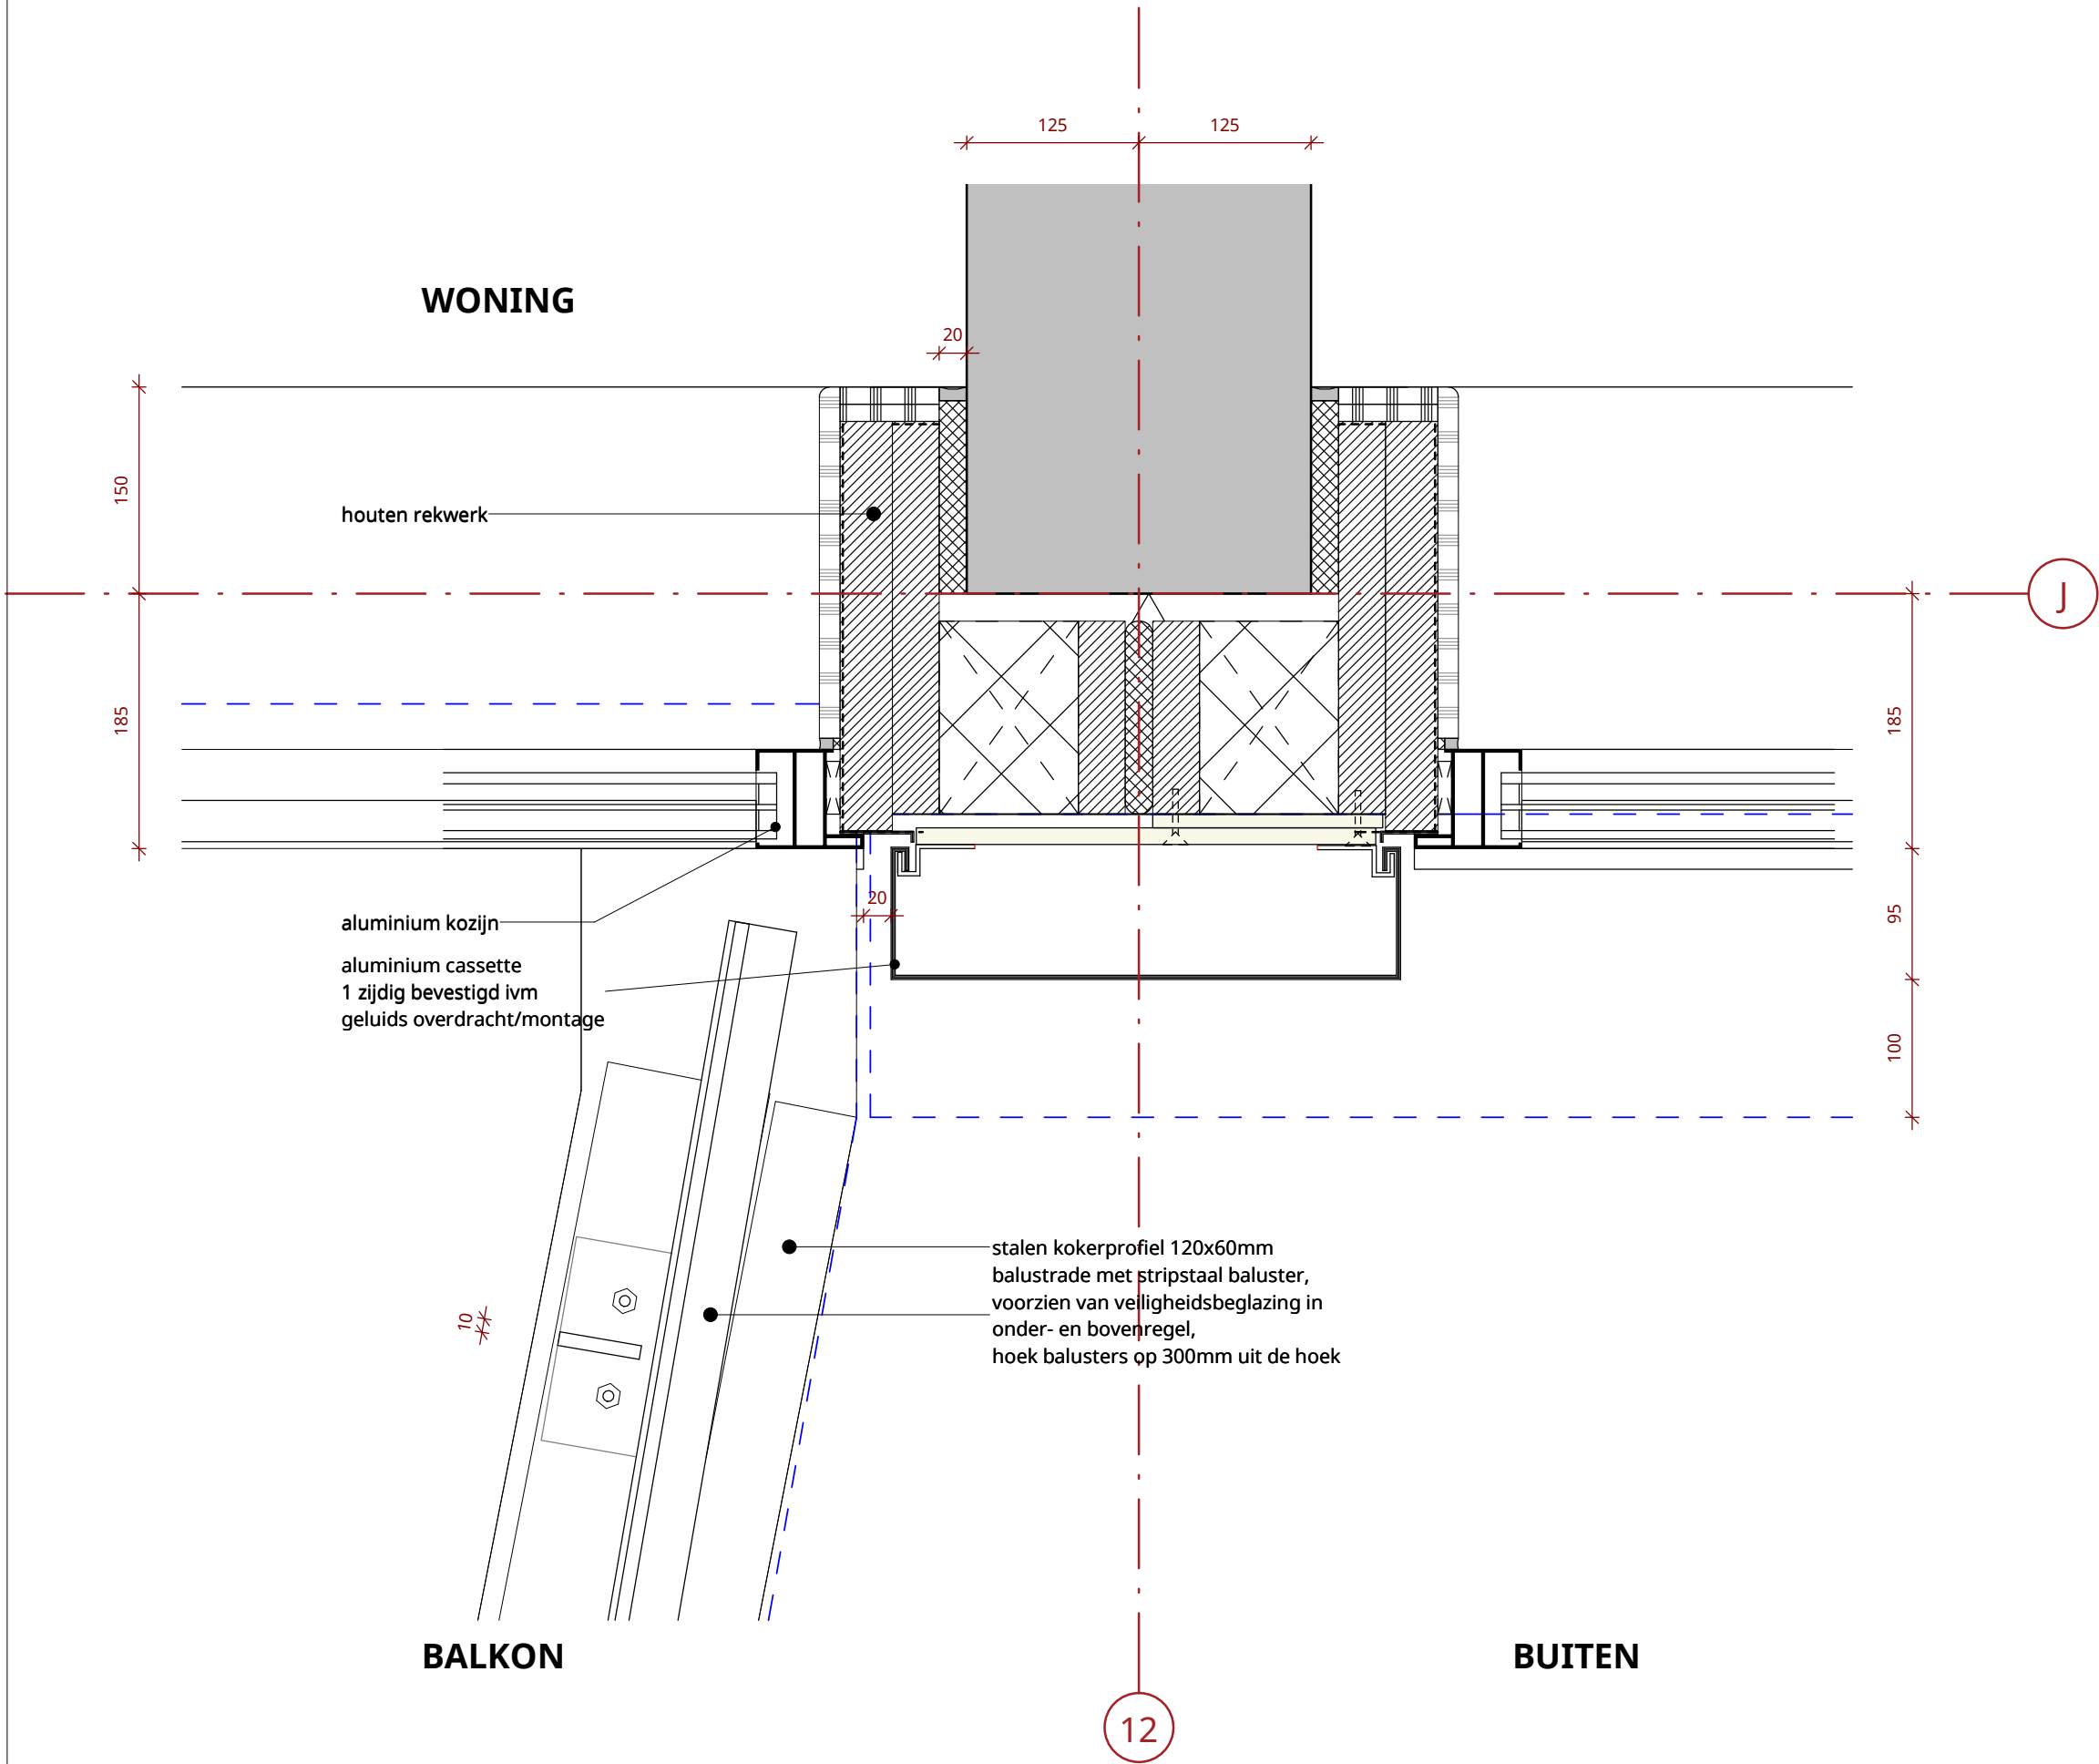 125
125
WONING
20
150
houten rekwerk
J
185
185
aluminium kozijn
20
95
aluminium cassette
1 zijdig bevestigd ivm
geluids overdracht/montage
100
stalen kokerprofiel 120x60mm
balustrade met stripstaal baluster,
voorzien van veiligheidsbeglazing in
onder- en bovenregel,
hoek balusters op 300mm uit de hoek
10
BALKON
BUITEN
12